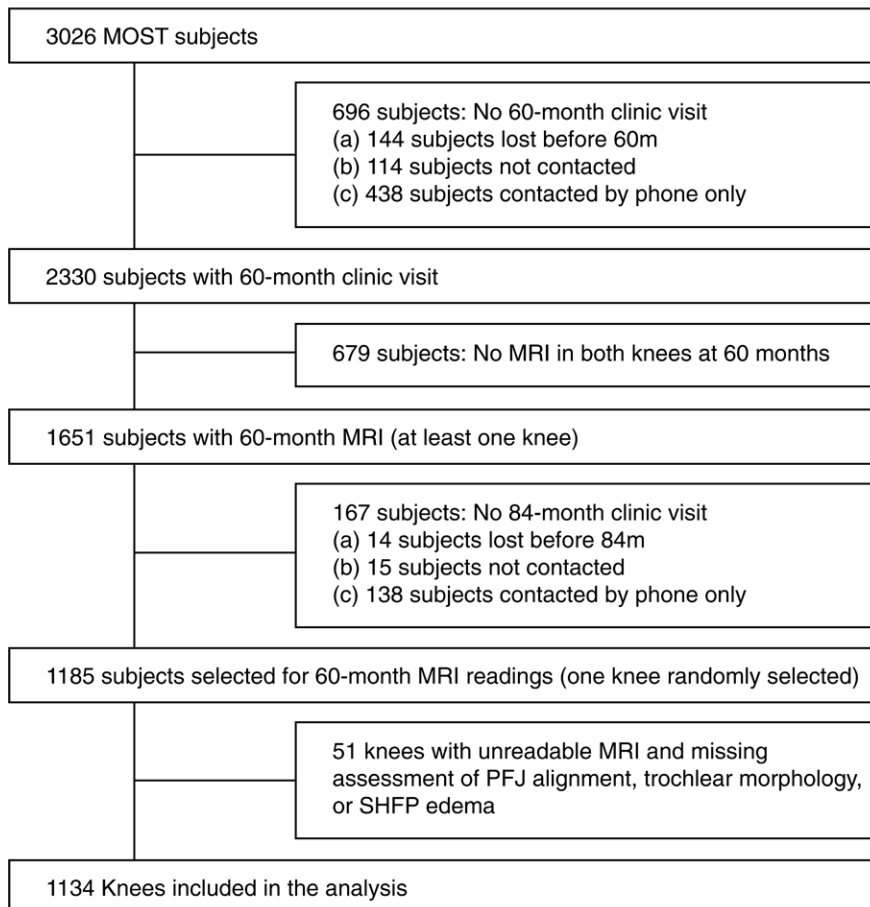 3026 MOST subjects
696 subjects: No 60-month clinic visit
(a) 144 subjects lost before 60m
(b) 114 subjects not contacted
(c) 438 subjects contacted by phone only
2330 subjects with 60-month clinic visit
679 subjects: No MRI in both knees at 60 months
1651 subjects with 60-month MRI (at least one knee)
167 subjects: No 84-month clinic visit
(a) 14 subjects lost before 84m
(b) 15 subjects not contacted
(c) 138 subjects contacted by phone only
1185 subjects selected for 60-month MRI readings (one knee randomly selected)
51 knees with unreadable MRI and missing
assessment of PFJ alignment, trochlear morphology,
or SHFP edema
1134 Knees included in the analysis